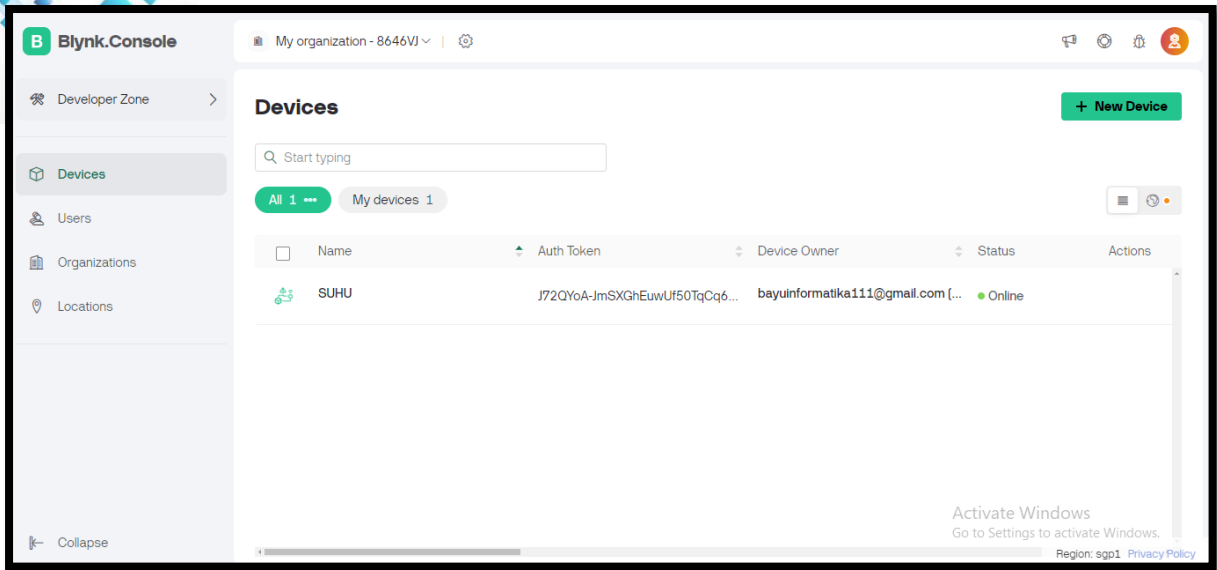 B Blynk.Console
My organization - 8646VJ
Developer Zone
Devices
Users
Organizations
Locations
Collapse
Devices
+ New Device
Start typing
All 1 •••
My devices 1
Name Auth Token Device Owner Status Actions
SUHU J72QYoA-JmSXGhEuwUf50TqCq6... bayuinformatika111@gmail.com (... Online
Activate Windows
Go to Settings to activate Windows.
Region: sgp1 Privacy Policy